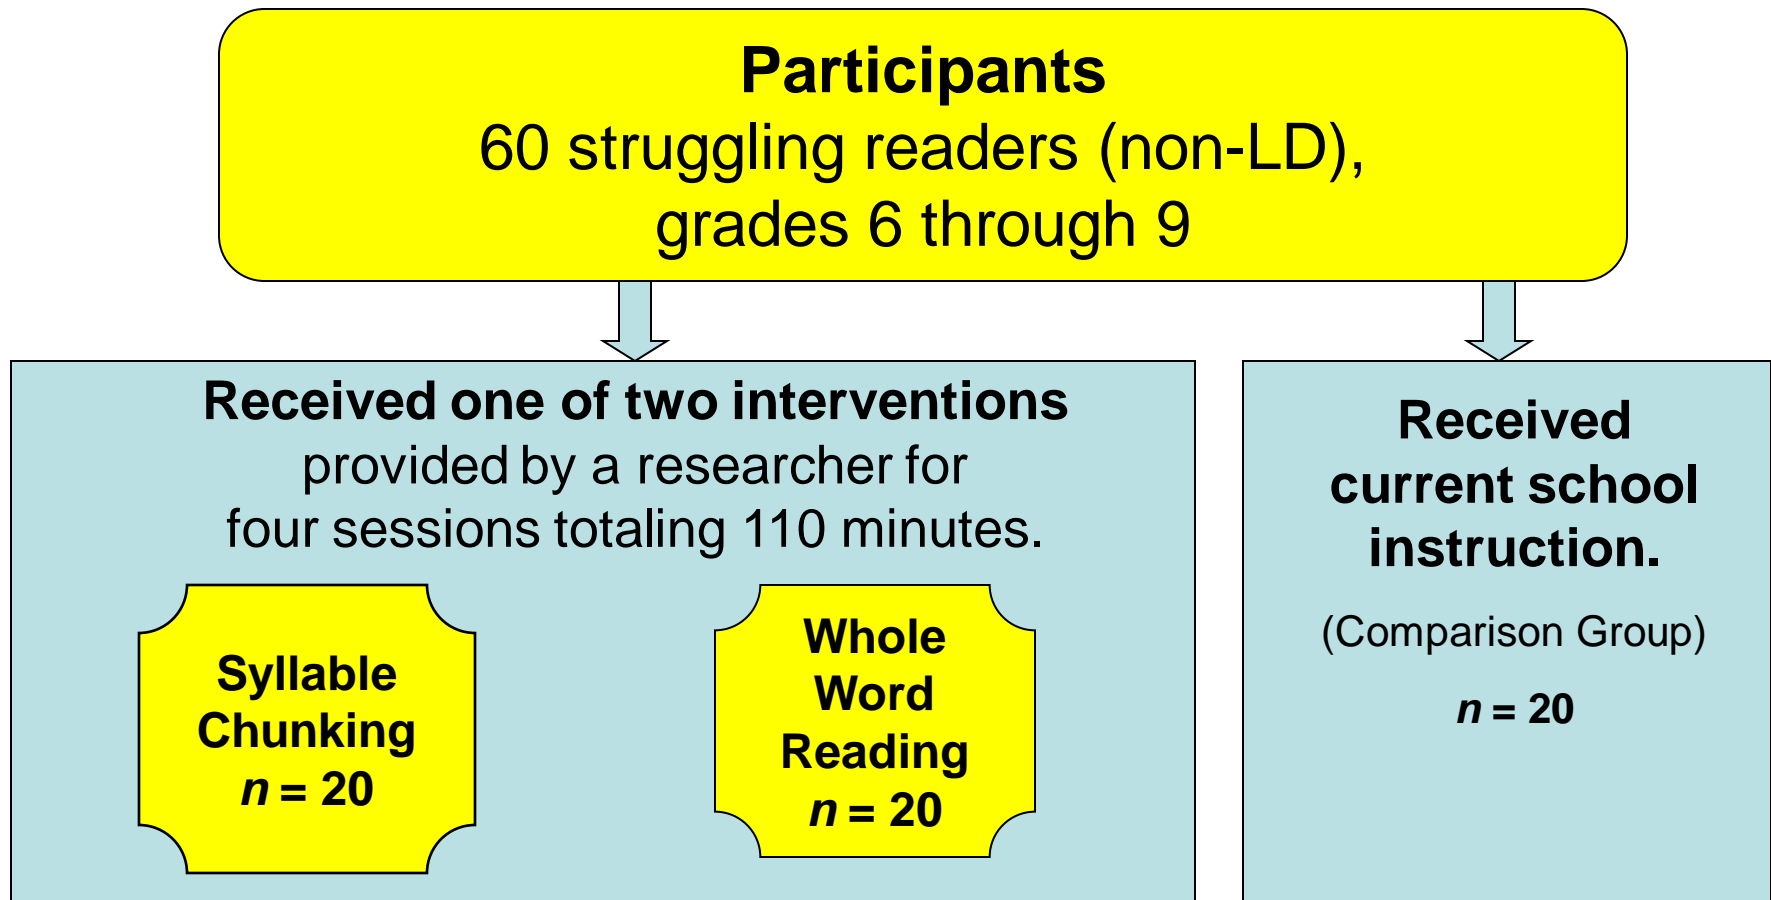 Participants
60 struggling readers (non-LD),
grades 6 through 9
Received one of two interventions
provided by a researcher for
four sessions totaling 110 minutes.
Syllable
Chunking
n = 20
Whole
Word
Reading
n = 20
Received
current school
instruction.
(Comparison Group)
n = 20